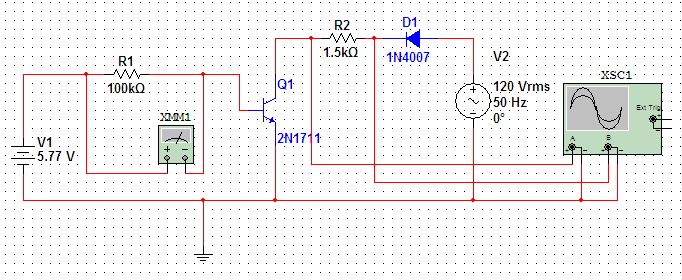 R2
1.5kΩ
D1
1N4007
V2
120 Vrms
50 Hz
0°
XSC1
Ext Trig
+
A
B
+
R1
100kΩ
Q1
2N1711
XMM1
V1
5.77 V